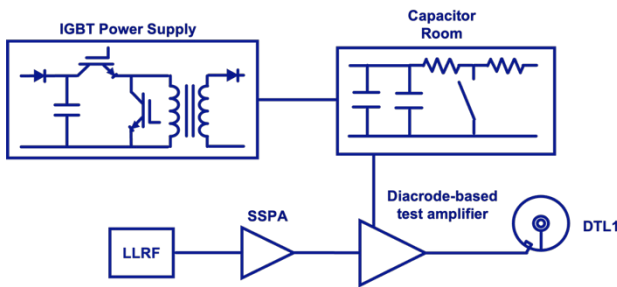 IGBT Power Supply
Capacitor
Room
Diacrode-based
test amplifier
SSPA
LLRF
DTL1